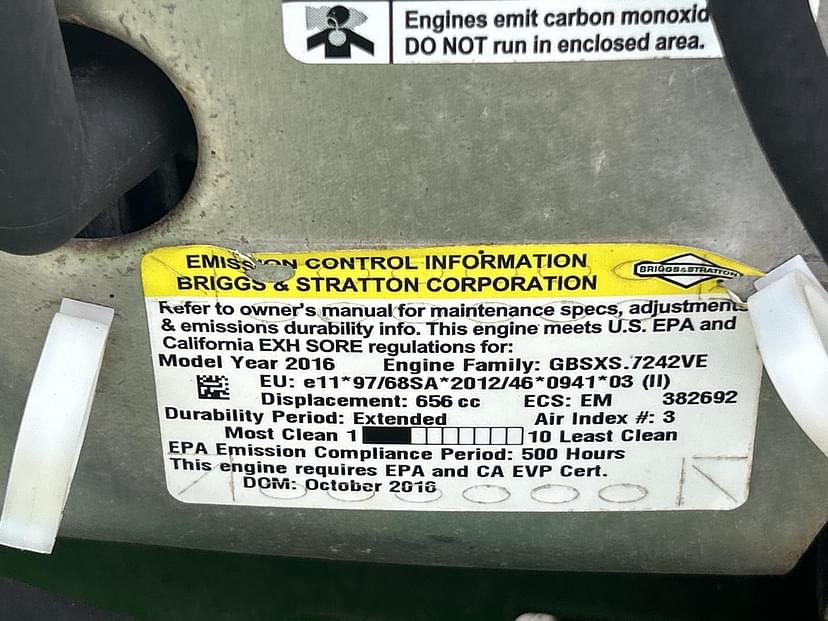 Engines emit carbon monoxid
DO NOT run in enclosed area.
EMISSION CONTROL INFORMATION
BRIGGS & STRATTON CORPORATION
BRIGGS & STRATTON
Refer to owner's manual for maintenance specs, adjustments
& emissions durability info. This engine meets U.S. EPA and
California EXH SORE regulations for:
Model Year 2016 Engine Family: GBSXS.7242VE
EU: e11*97/68SA*2012/46*0941*03 (II)
Displacement: 656 cc ECS: EM 382692
Durability Period: Extended Air Index #: 3
Most Clean 1 10 Least Clean
EPA Emission Compliance Period: 500 Hours
This engine requires EPA and CA EVP Cert.
DOM: October 2016